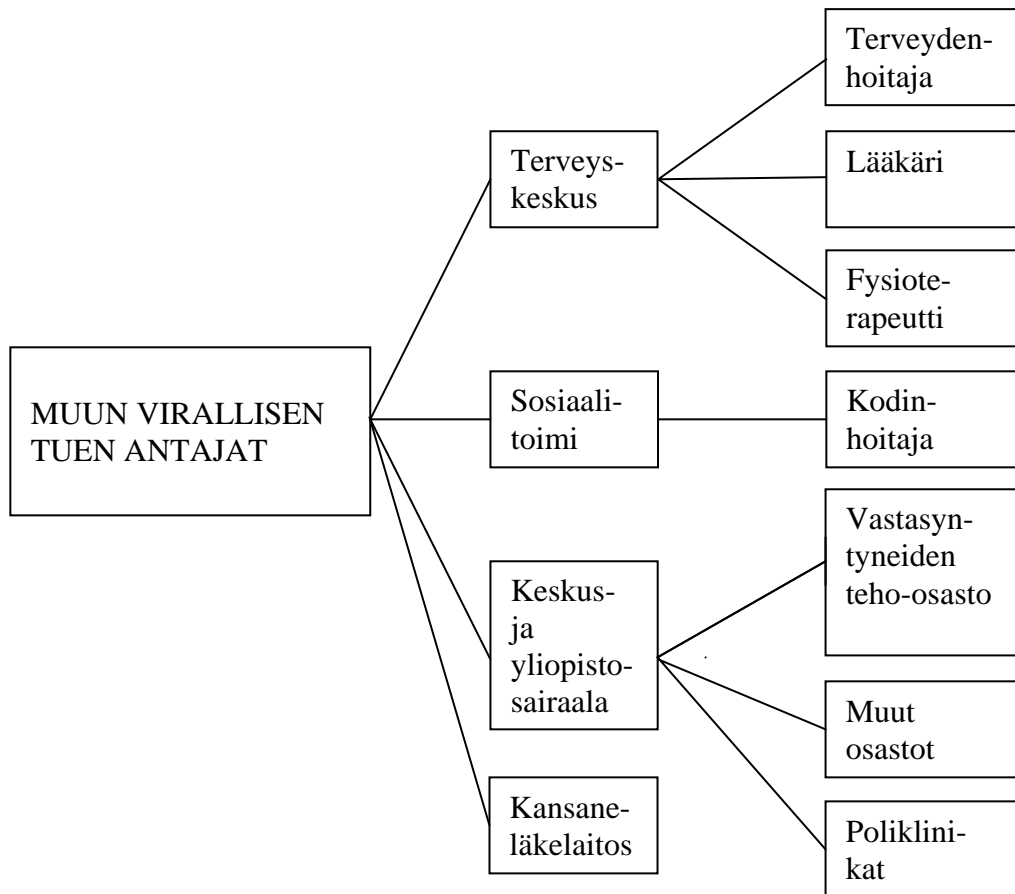 Terveyden-
hoitaja
Terveys-
keskus
Lääkäri
Fysiote-
rapeutti
MUUN VIRALLISEN
TUEN ANTAJAT
Sosiaali-
toimi
Kodin-
hoitaja
Vastasyn-
tyneiden
teho-osasto
Keskus-
ja
yliopisto-
sairaala
Muut
osastot
Kansane-
läkelaitos
Poliklini-
kat